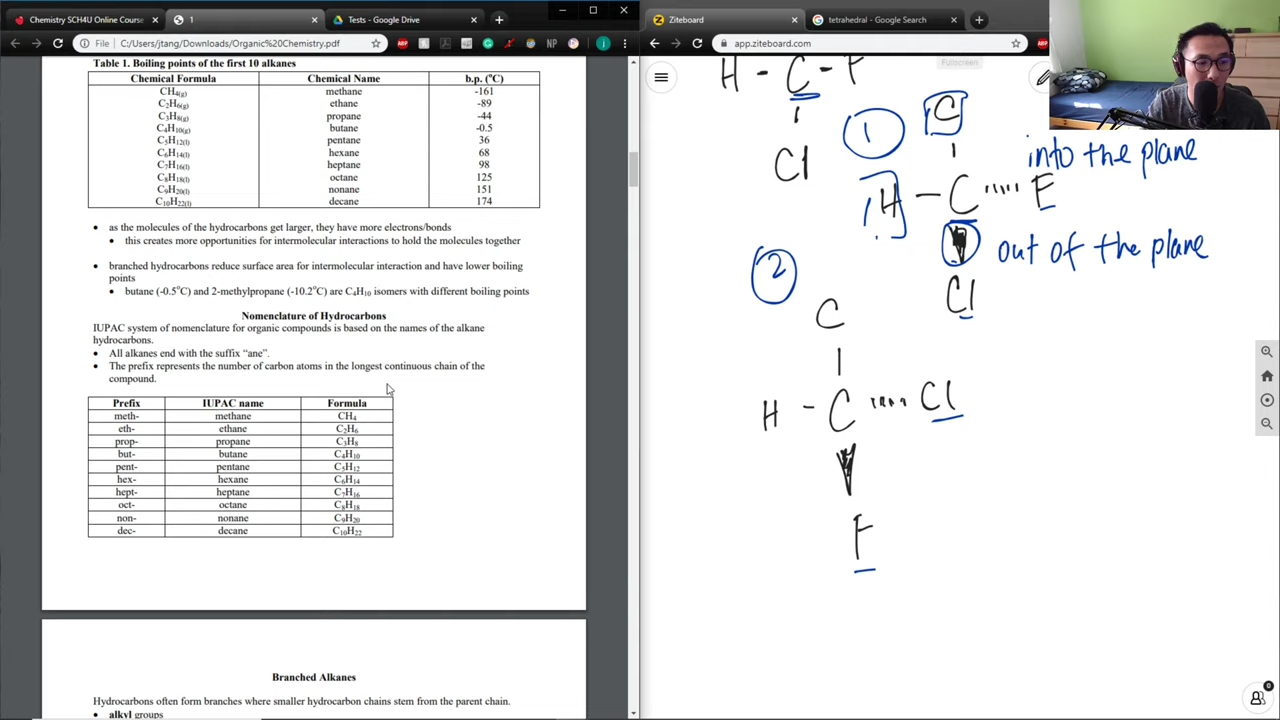 Chemistry SCH4U Online Course
1
Tests - Google Drive
File
C:/Users/jtang/Downloads/Organic%20Chemistry.pdf
Table 1. Boiling points of the first 10 alkanes
Chemical Formula Chemical Name b.p. (°C)
CH4(g) methane -161
C2H6(g) ethane -89
C3H8(g) propane -44
C4H10(g) butane -0.5
C5H12(l) pentane 36
C6H14(l) hexane 68
C7H16(l) heptane 98
C8H18(l) octane 125
C9H20(l) nonane 151
C10H22(l) decane 174
• as the molecules of the hydrocarbons get larger, they have more electrons/bonds
• this creates more opportunities for intermolecular interactions to hold the molecules together
• branched hydrocarbons reduce surface area for intermolecular interaction and have lower boiling
points
• butane (-0.5°C) and 2-methylpropane (-10.2°C) are C4H10 isomers with different boiling points
Nomenclature of Hydrocarbons
IUPAC system of nomenclature for organic compounds is based on the names of the alkane
hydrocarbons.
• All alkanes end with the suffix “ane”.
• The prefix represents the number of carbon atoms in the longest continuous chain of the
compound.
Prefix IUPAC name Formula
meth- methane CH4
eth- ethane C2H6
prop- propane C3H8
but- butane C4H10
pent- pentane C5H12
hex- hexane C6H14
hept- heptane C7H16
oct- octane C8H18
non- nonane C9H20
dec- decane C10H22
Branched Alkanes
Hydrocarbons often form branches where smaller hydrocarbon chains stem from the parent chain.
• alkyl groups
Ziteboard
tetrahedral - Google Search
app.ziteboard.com
Fullscreen
H - C - F
Cl
1
C
into the plane
H - C F
out of the plane
Cl
2
C
H - C Cl
F
0